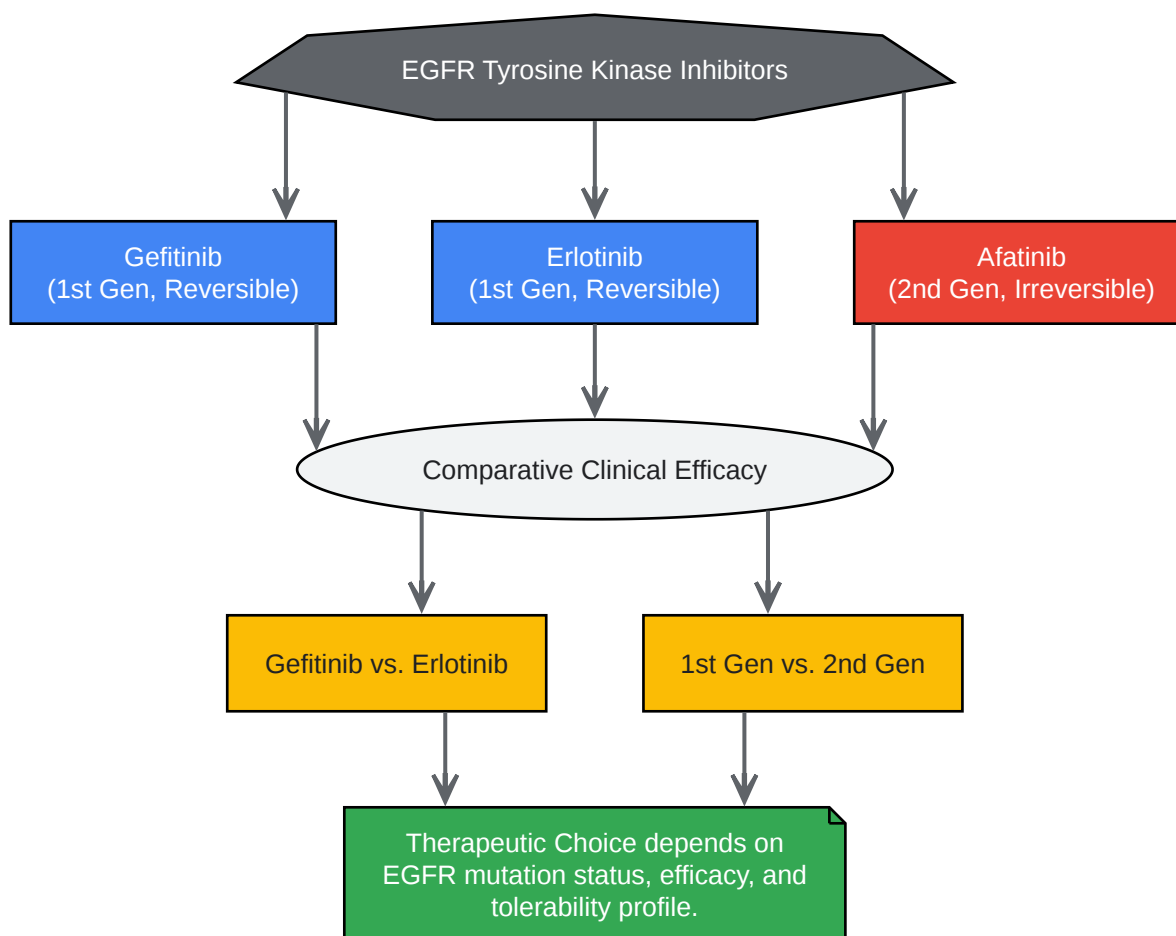 EGFR Tyrosine Kinase Inhibitors
Gefitinib
(1st Gen, Reversible)
Erlotinib
(1st Gen, Reversible)
Afatinib
(2nd Gen, Irreversible)
Comparative Clinical Efficacy
Gefitinib vs. Erlotinib
1st Gen vs. 2nd Gen
Therapeutic Choice depends on
EGFR mutation status, efficacy, and
tolerability profile.